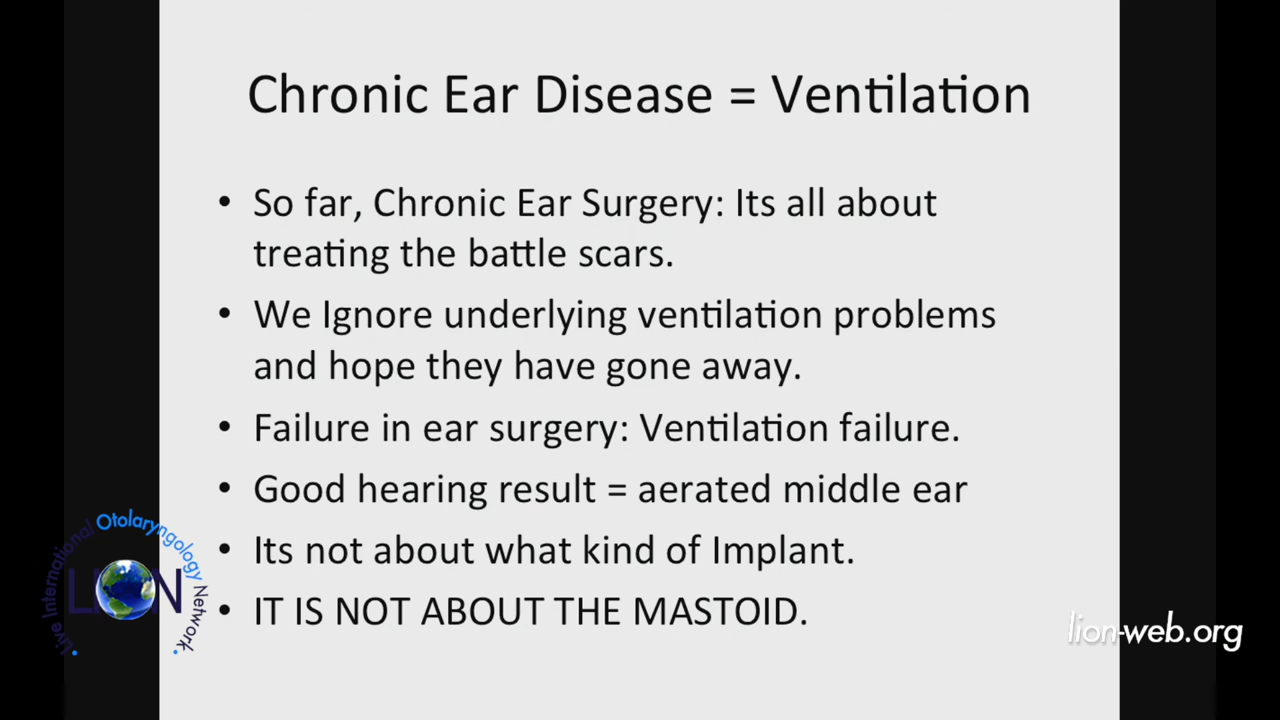 Chronic Ear Disease = Ventilation
• So far, Chronic Ear Surgery: Its all about
treating the battle scars.
• We Ignore underlying ventilation problems
and hope they have gone away.
• Failure in ear surgery: Ventilation failure.
• Good hearing result = aerated middle ear
• Its not about what kind of Implant.
• IT IS NOT ABOUT THE MASTOID.
Live International Otolaryngology Network
LION
lion-web.org